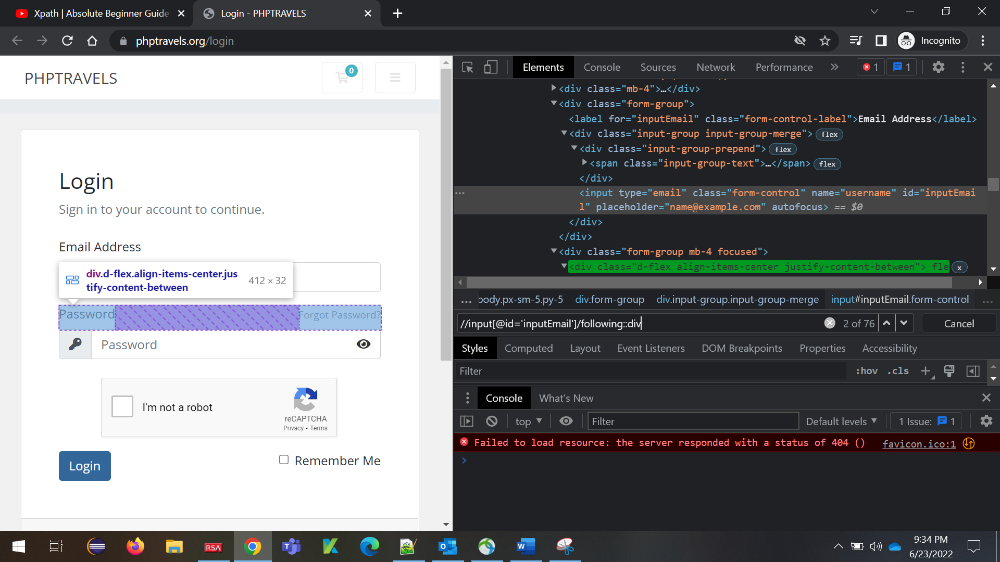 Xpath | Absolute Beginner Guide
Login - PHPTRAVELS
phptravels.org/login
Incognito
PHPTRAVELS
0
Login
Sign in to your account to continue.
Email Address
div.d-flex.align-items-center.jus
tify-content-between
412 × 32
Password
Forgot Password?
Password
I'm not a robot
reCAPTCHA
Privacy - Terms
Login
Remember Me
Elements
Console
Sources
Network
Performance
1
1
<div class="mb-4">…</div>
<div class="form-group">
<label for="inputEmail" class="form-control-label">Email Address</label>
<div class="input-group input-group-merge"> flex
<div class="input-group-prepend"> flex
<span class="input-group-text">…</span> flex
</div>
<input type="email" class="form-control" name="username" id="inputEmai
l" placeholder="name@example.com" autofocus> == $0
</div>
</div>
<div class="form-group mb-4 focused">
<div class="d-flex align-items-center justify-content-between"> fle x
... body.px-sm-5.py-5 div.form-group div.input-group.input-group-merge input#inputEmail.form-control ...
//input[@id='inputEmail']/following::div
2 of 76
Cancel
Styles
Computed
Layout
Event Listeners
DOM Breakpoints
Properties
Accessibility
Filter
:hov
.cls
Console
What's New
top
Filter
Default levels
1 Issue: 1
Failed to load resource: the server responded with a status of 404 () favicon.ico:1
RSA
9:34 PM
6/23/2022